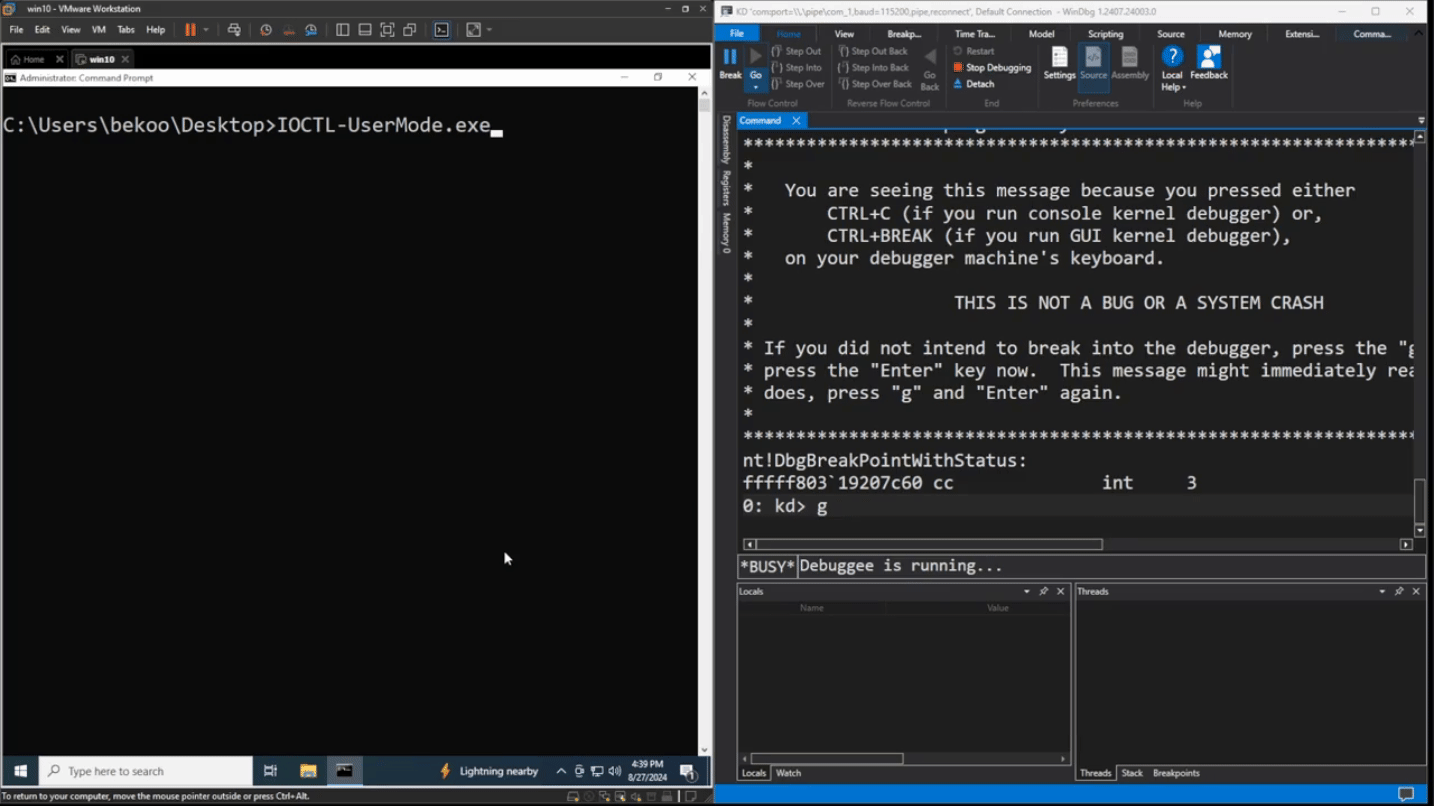 win10 - VMware Workstation
File Edit View VM Tabs Help
Home win10
Administrator: Command Prompt
C:\Users\bekoo\Desktop>IOCTL-UserMode.exe
Type here to search
Lightning nearby
4:39 PM
8/27/2024
1
To return to your computer, move the mouse pointer outside or press Ctrl+Alt.
KD 'comport=\\.\pipe\com_1,baud=115200,pipe,reconnect', Default Connection - WinDbg 1.2407.24003.0
File Home View Breakp... Time Tra... Model Scripting Source Memory Extensi... Comma...
Break
Go
Step Out
Step Into
Step Over
Flow Control
Step Out Back
Step Into Back
Step Over Back
Go
Back
Reverse Flow Control
Restart
Stop Debugging
Detach
End
Settings Source Assembly
Preferences
Local
Help
Feedback
Help
Disassembly
Registers
Memory 0
Command
*****************************************************************
*
* You are seeing this message because you pressed either
* CTRL+C (if you run console kernel debugger) or,
* CTRL+BREAK (if you run GUI kernel debugger),
* on your debugger machine's keyboard.
*
* THIS IS NOT A BUG OR A SYSTEM CRASH
*
* If you did not intend to break into the debugger, press the "g
* press the "Enter" key now. This message might immediately rea
* does, press "g" and "Enter" again.
*
*****************************************************************
nt!DbgBreakPointWithStatus:
fffff803`19207c60 cc int 3
0: kd> g
*BUSY* Debuggee is running...
Locals
Name Value
Locals Watch
Threads
Threads Stack Breakpoints